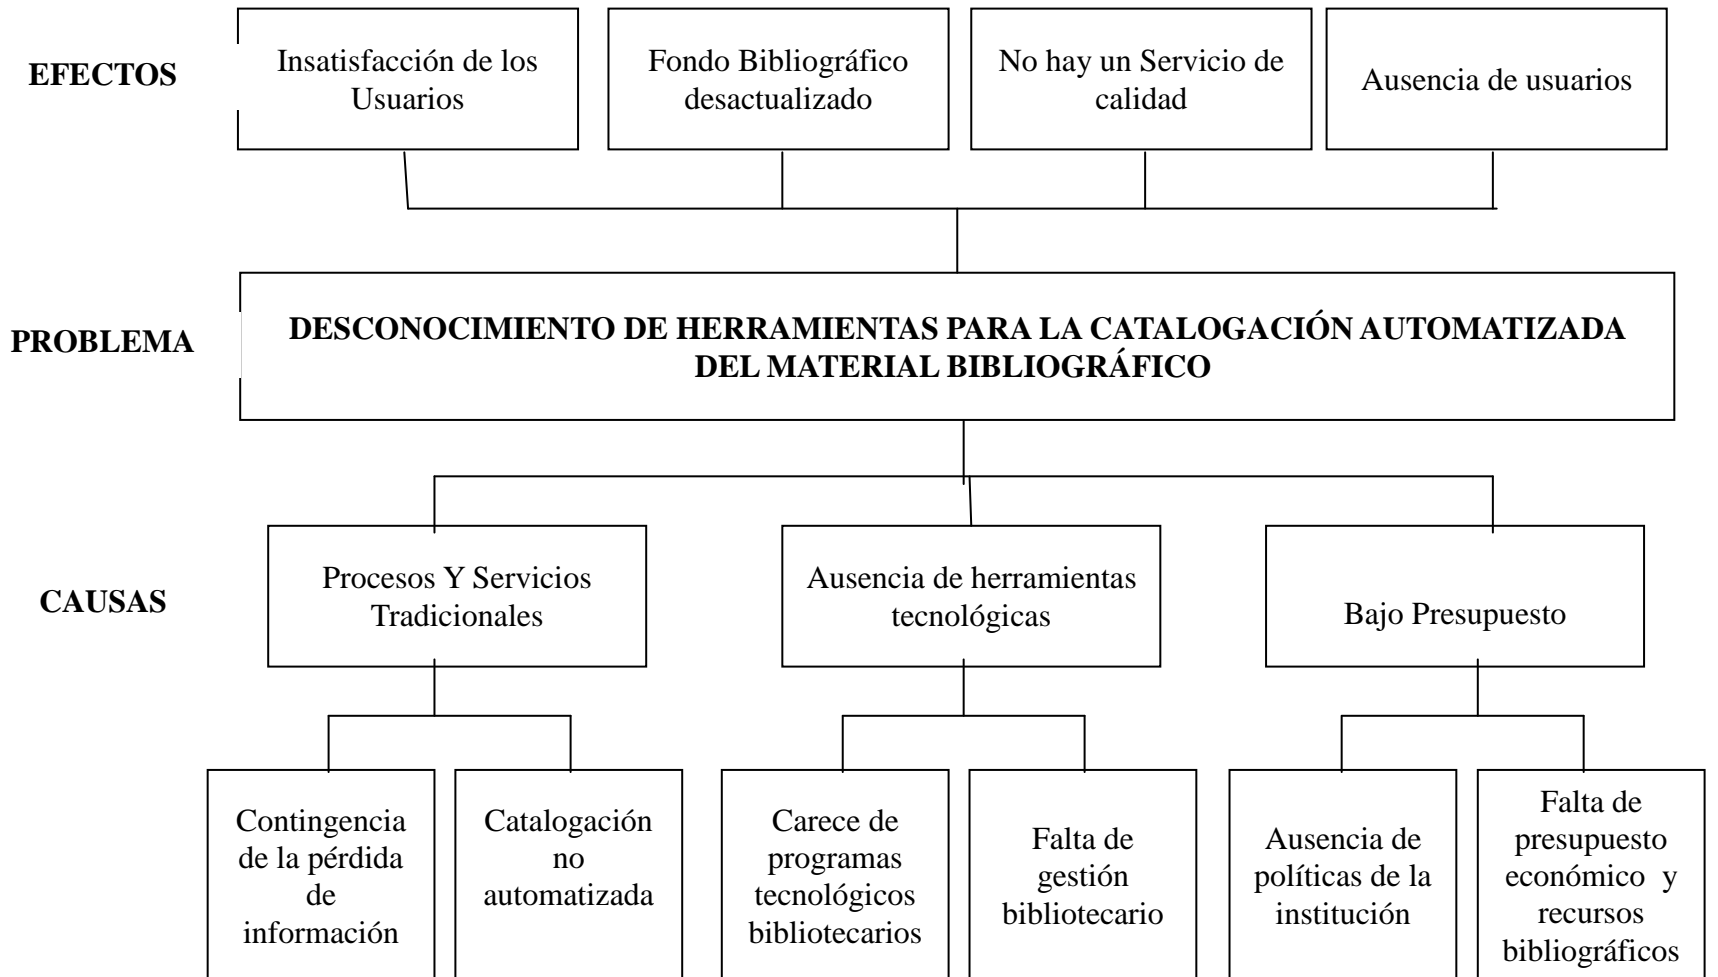 EFECTOS
Insatisfacción de los
Usuarios
Fondo Bibliográfico
desactualizado
No hay un Servicio de
calidad
Ausencia de usuarios
PROBLEMA
DESCONOCIMIENTO DE HERRAMIENTAS PARA LA CATALOGACIÓN AUTOMATIZADA
DEL MATERIAL BIBLIOGRÁFICO
CAUSAS
Procesos Y Servicios
Tradicionales
Ausencia de herramientas
tecnológicas
Bajo Presupuesto
Contingencia
de la pérdida
de
información
Catalogación
no
automatizada
Carece de
programas
tecnológicos
bibliotecarios
Falta de
gestión
bibliotecario
Ausencia de
políticas de la
institución
Falta de
presupuesto
económico y
recursos
bibliográficos